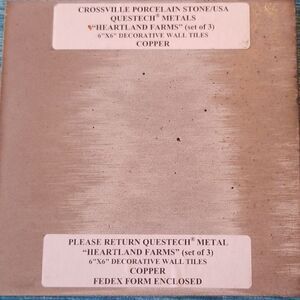 CROSSVILLE PORCELAIN STONE/USA
QUESTECH® METALS
"HEARTLAND FARMS" (set of 3)
6"X6" DECORATIVE WALL TILES
COPPER
PLEASE RETURN QUESTECH® METAL
"HEARTLAND FARMS" (set of 3)
6"X6" DECORATIVE WALL TILES
COPPER
FEDEX FORM ENCLOSED